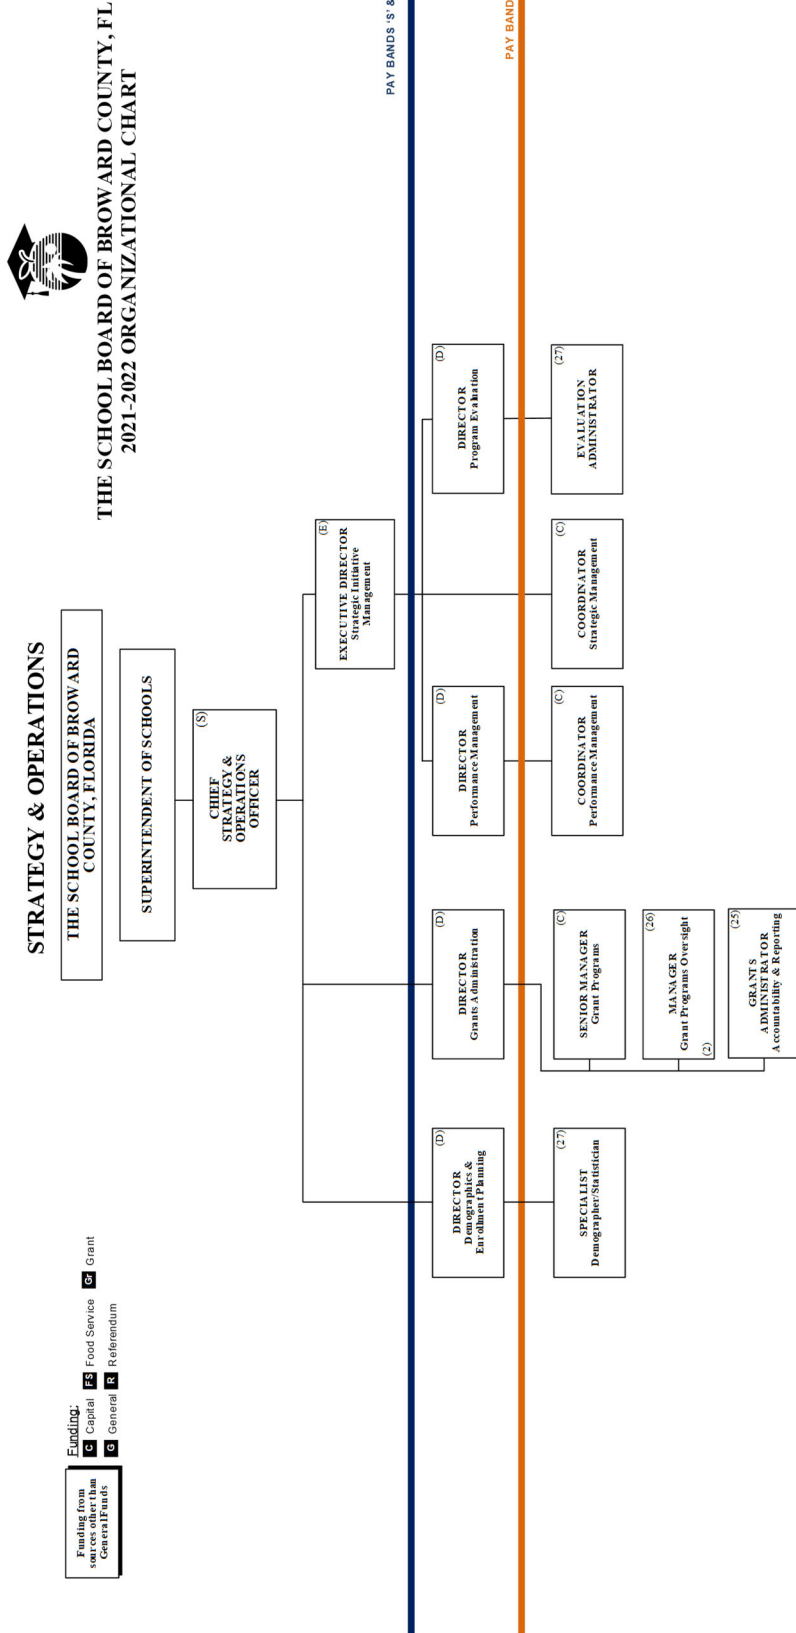 STRATEGY & OPERATIONS
THE SCHOOL BOARD OF BROWARD COUNTY, FL
2021-2022 ORGANIZATIONAL CHART
Funding from
sources other than
General Funds
Funding:
C Capital FS Food Service Gr Grant
G General R Referendum
THE SCHOOL BOARD OF BROWARD
COUNTY, FLORIDA
SUPERINTENDENT OF SCHOOLS
(S)
CHIEF
STRATEGY &
OPERATIONS
OFFICER
(E)
EXECUTIVE DIRECTOR
Strategic Initiative
Management
PAY BANDS 'S' &
(D)
DIRECTOR
Demographics &
Enrollment Planning
(D)
DIRECTOR
Grants Administration
(D)
DIRECTOR
Performance Management
(D)
DIRECTOR
Program Evaluation
PAY BAND
(27)
SPECIALIST
Demographer/Statistician
(C)
SENIOR MANAGER
Grant Programs
(C)
COORDINATOR
Performance Management
(C)
COORDINATOR
Strategic Management
(27)
EVALUATION
ADMINISTRATOR
(26)
MANAGER
Grant Programs Oversight
(2)
(25)
GRANTS
ADMINISTRATOR
Accountability & Reporting